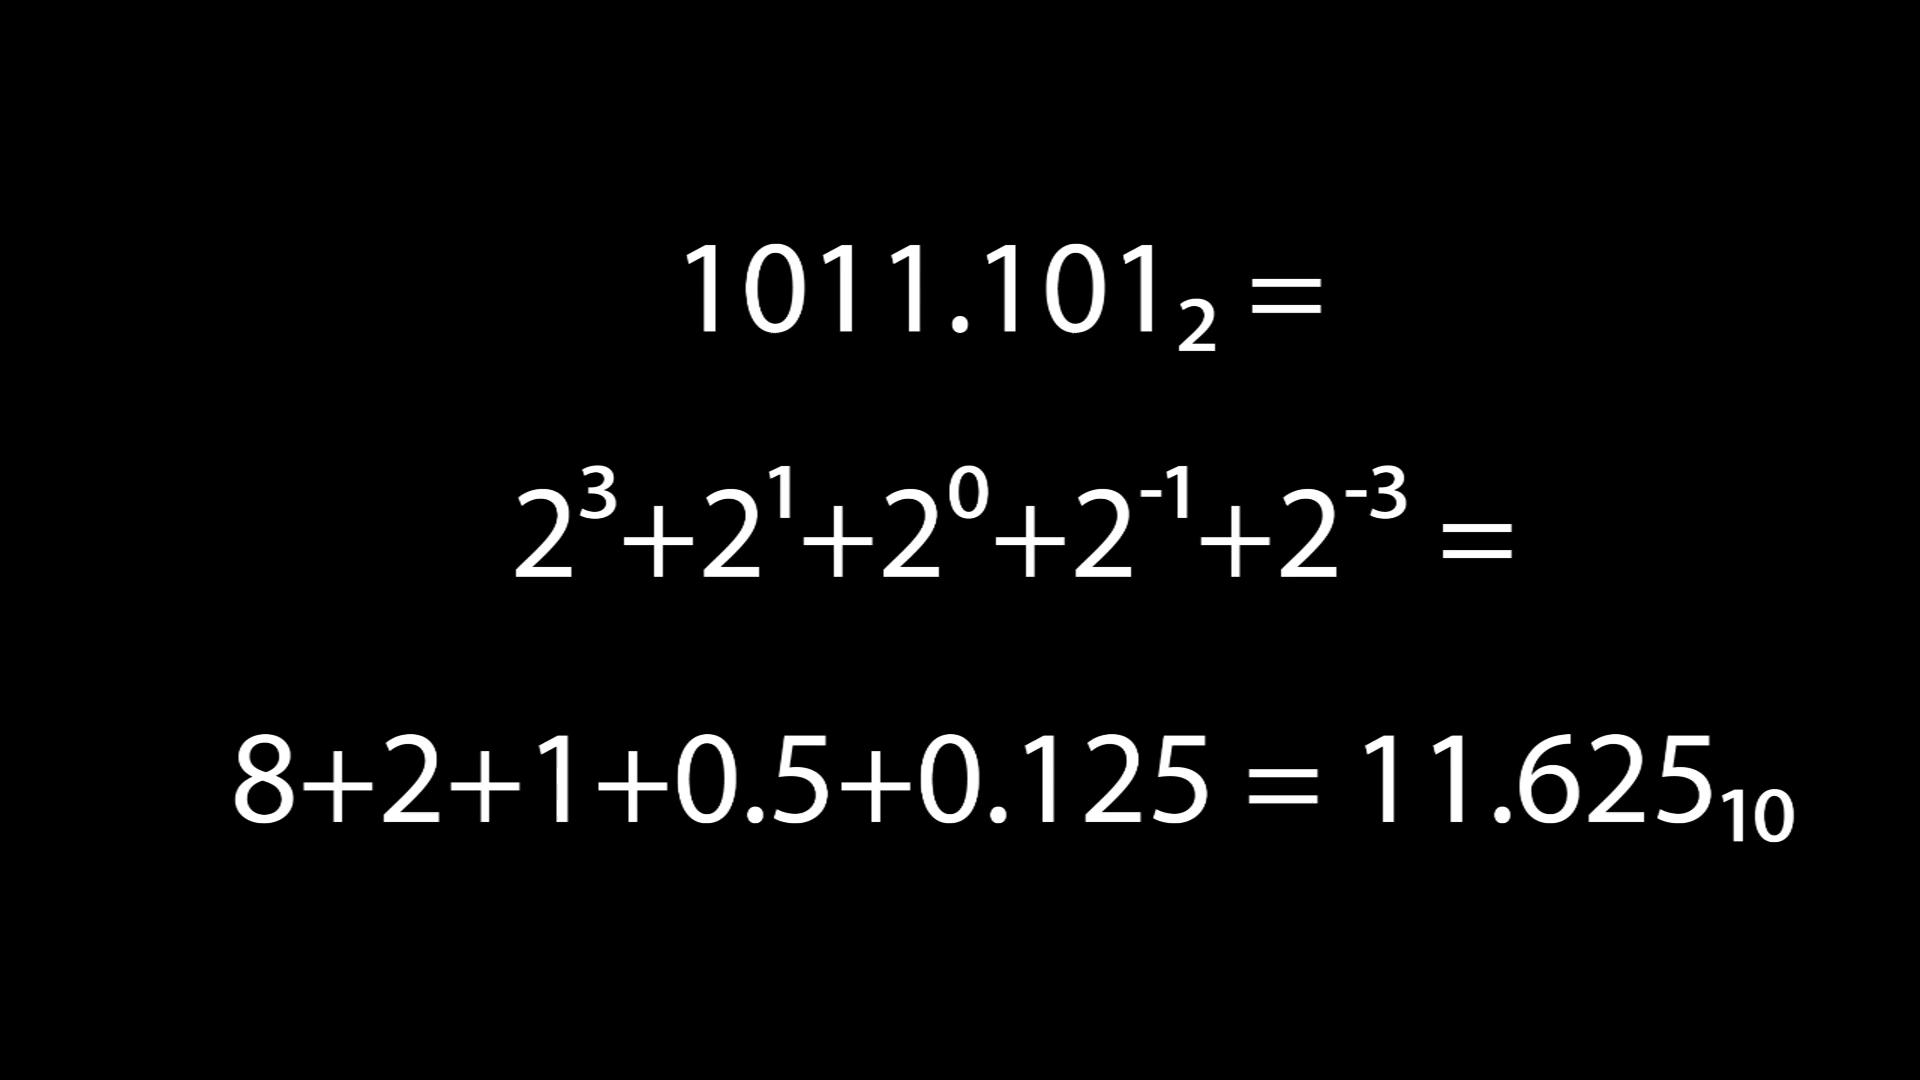 1011.101₂ =
2³+2¹+2⁰+2⁻¹+2⁻³ =
8+2+1+0.5+0.125 = 11.625₁₀